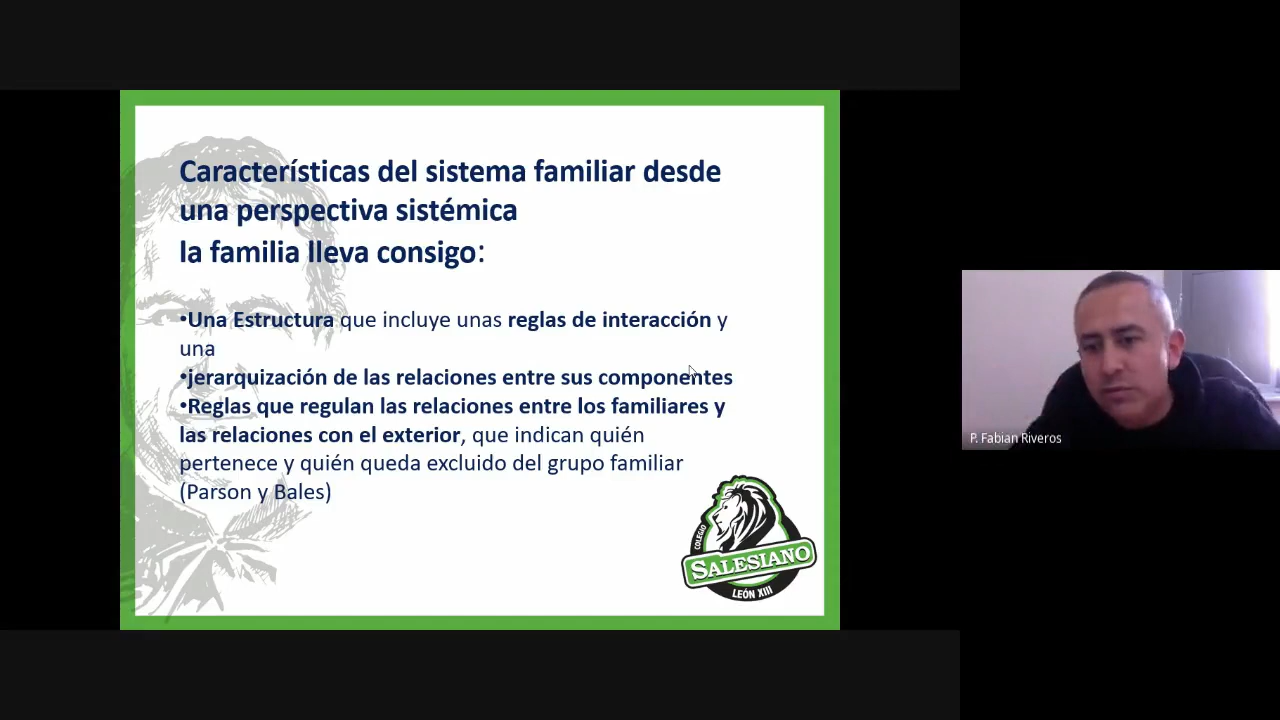 Características del sistema familiar desde
una perspectiva sistémica
la familia lleva consigo:
•Una Estructura que incluye unas reglas de interacción y
una
•jerarquización de las relaciones entre sus componentes
•Reglas que regulan las relaciones entre los familiares y
las relaciones con el exterior, que indican quién
pertenece y quién queda excluido del grupo familiar
(Parson y Bales)
COLEGIO
SALESIANO
LEÓN XIII
P. Fabian Riveros